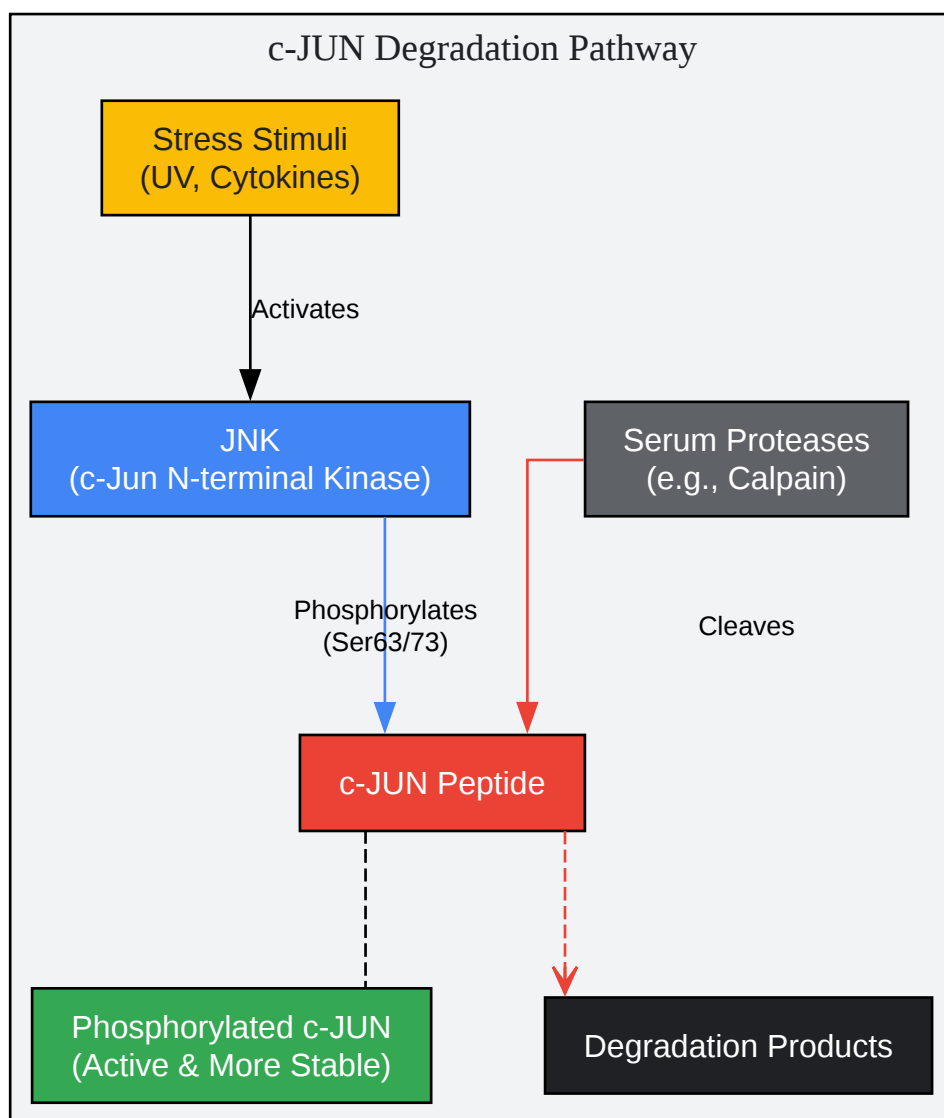 c-JUN Degradation Pathway
Stress Stimuli
(UV, Cytokines)
Activates
JNK
(c-Jun N-terminal Kinase)
Serum Proteases
(e.g., Calpain)
Phosphorylates
(Ser63/73)
Cleaves
c-JUN Peptide
Phosphorylated c-JUN
(Active & More Stable)
Degradation Products